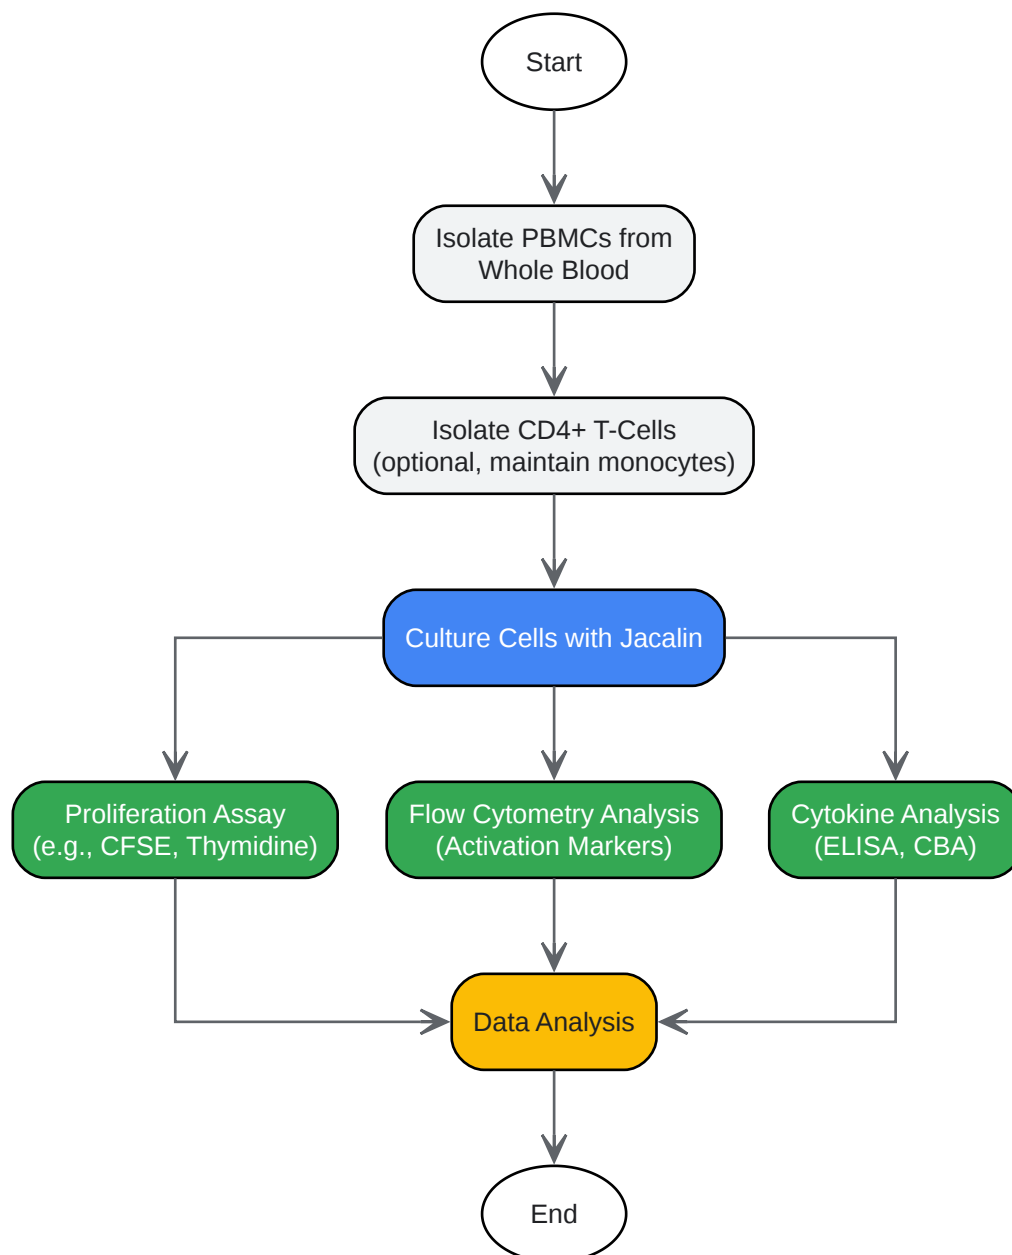 Start
Isolate PBMCs from
Whole Blood
Isolate CD4+ T-Cells
(optional, maintain monocytes)
Culture Cells with Jacalin
Proliferation Assay
(e.g., CFSE, Thymidine)
Flow Cytometry Analysis
(Activation Markers)
Cytokine Analysis
(ELISA, CBA)
Data Analysis
End